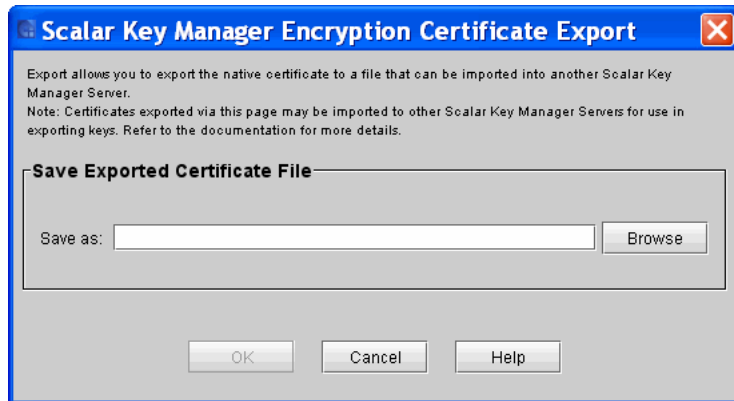 Scalar Key Manager Encryption Certificate Export
Export allows you to export the native certificate to a file that can be imported into another Scalar Key
Manager Server.
Note: Certificates exported via this page may be imported to other Scalar Key Manager Servers for use in
exporting keys. Refer to the documentation for more details.
Save Exported Certificate File
Save as:
Browse
OK
Cancel
Help